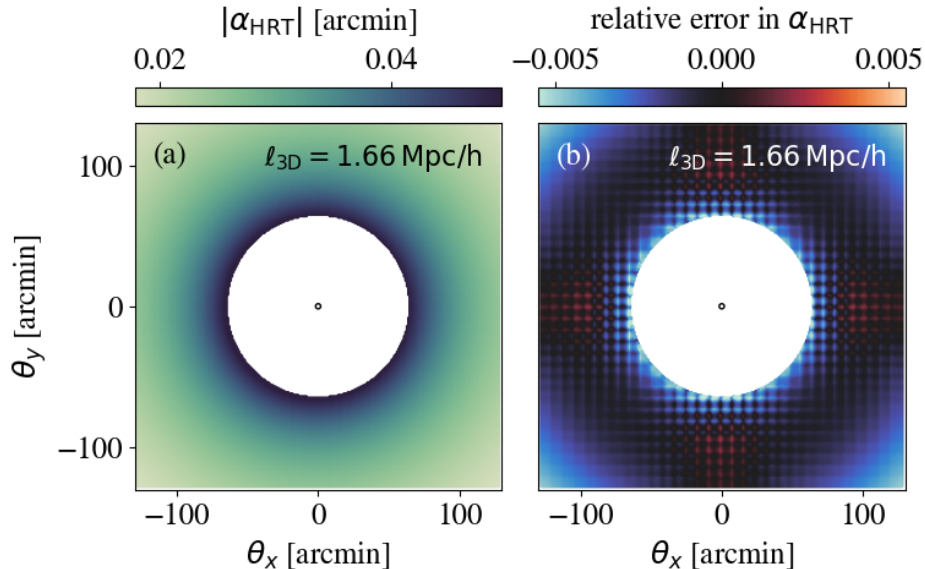 |α_HRT| [arcmin]
relative error in α_HRT
0.02 0.04
−0.005 0.000 0.005
(a) ℓ_3D = 1.66 Mpc/h
(b) ℓ_3D = 1.66 Mpc/h
θ_y [arcmin]
100
0
−100
−100 0 100
−100 0 100
θ_x [arcmin]
θ_x [arcmin]